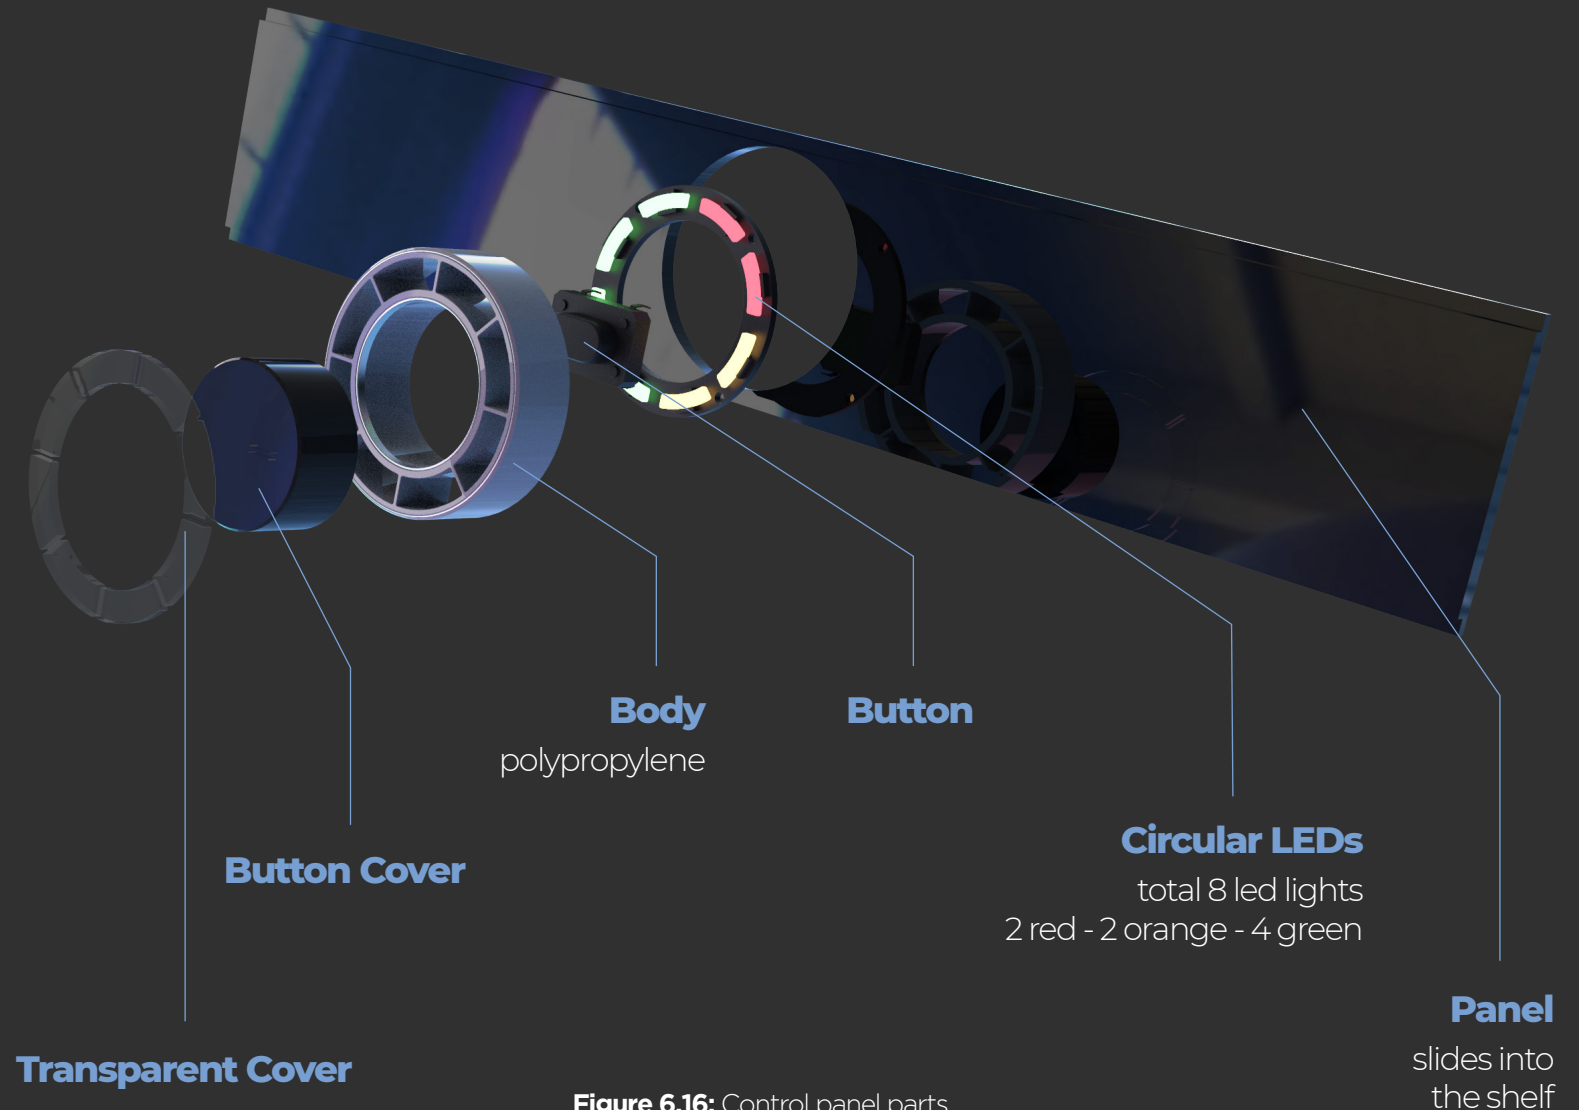 Body
polypropylene
Button
Circular LEDs
total 8 led lights
2 red - 2 orange - 4 green
Button Cover
Panel
slides into
the shelf
Transparent Cover
Figure 6.16: Control panel parts